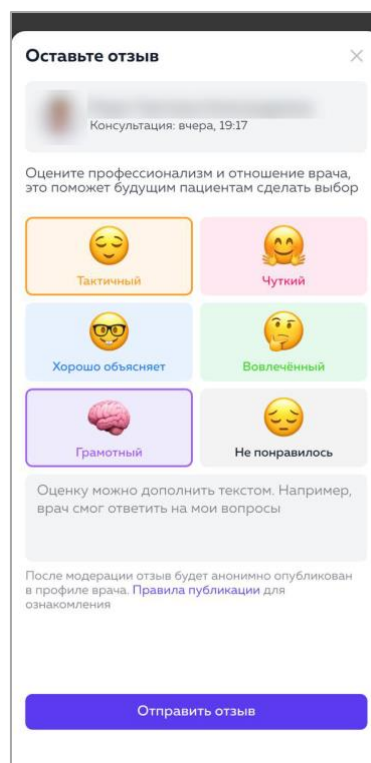 Оставьте отзыв
Консультация: вчера, 19:17
Оцените профессионализм и отношение врача,
это поможет будущим пациентам сделать выбор
Тактичный
Чуткий
Хорошо объясняет
Вовлечённый
Грамотный
Не понравилось
Оценку можно дополнить текстом. Например,
врач смог ответить на мои вопросы
После модерации отзыв будет анонимно опубликован
в профиле врача. Правила публикации для
ознакомления
Отправить отзыв